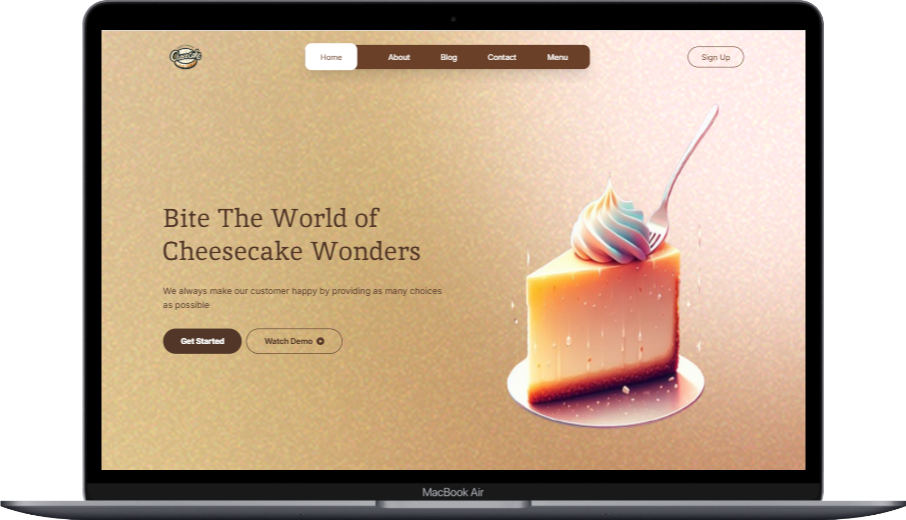 Home
About
Blog
Contact
Menu
Sign Up
Bite The World of
Cheesecake Wonders
We always make our customer happy by providing as many choices
as possible
Get Started
Watch Demo
MacBook Air